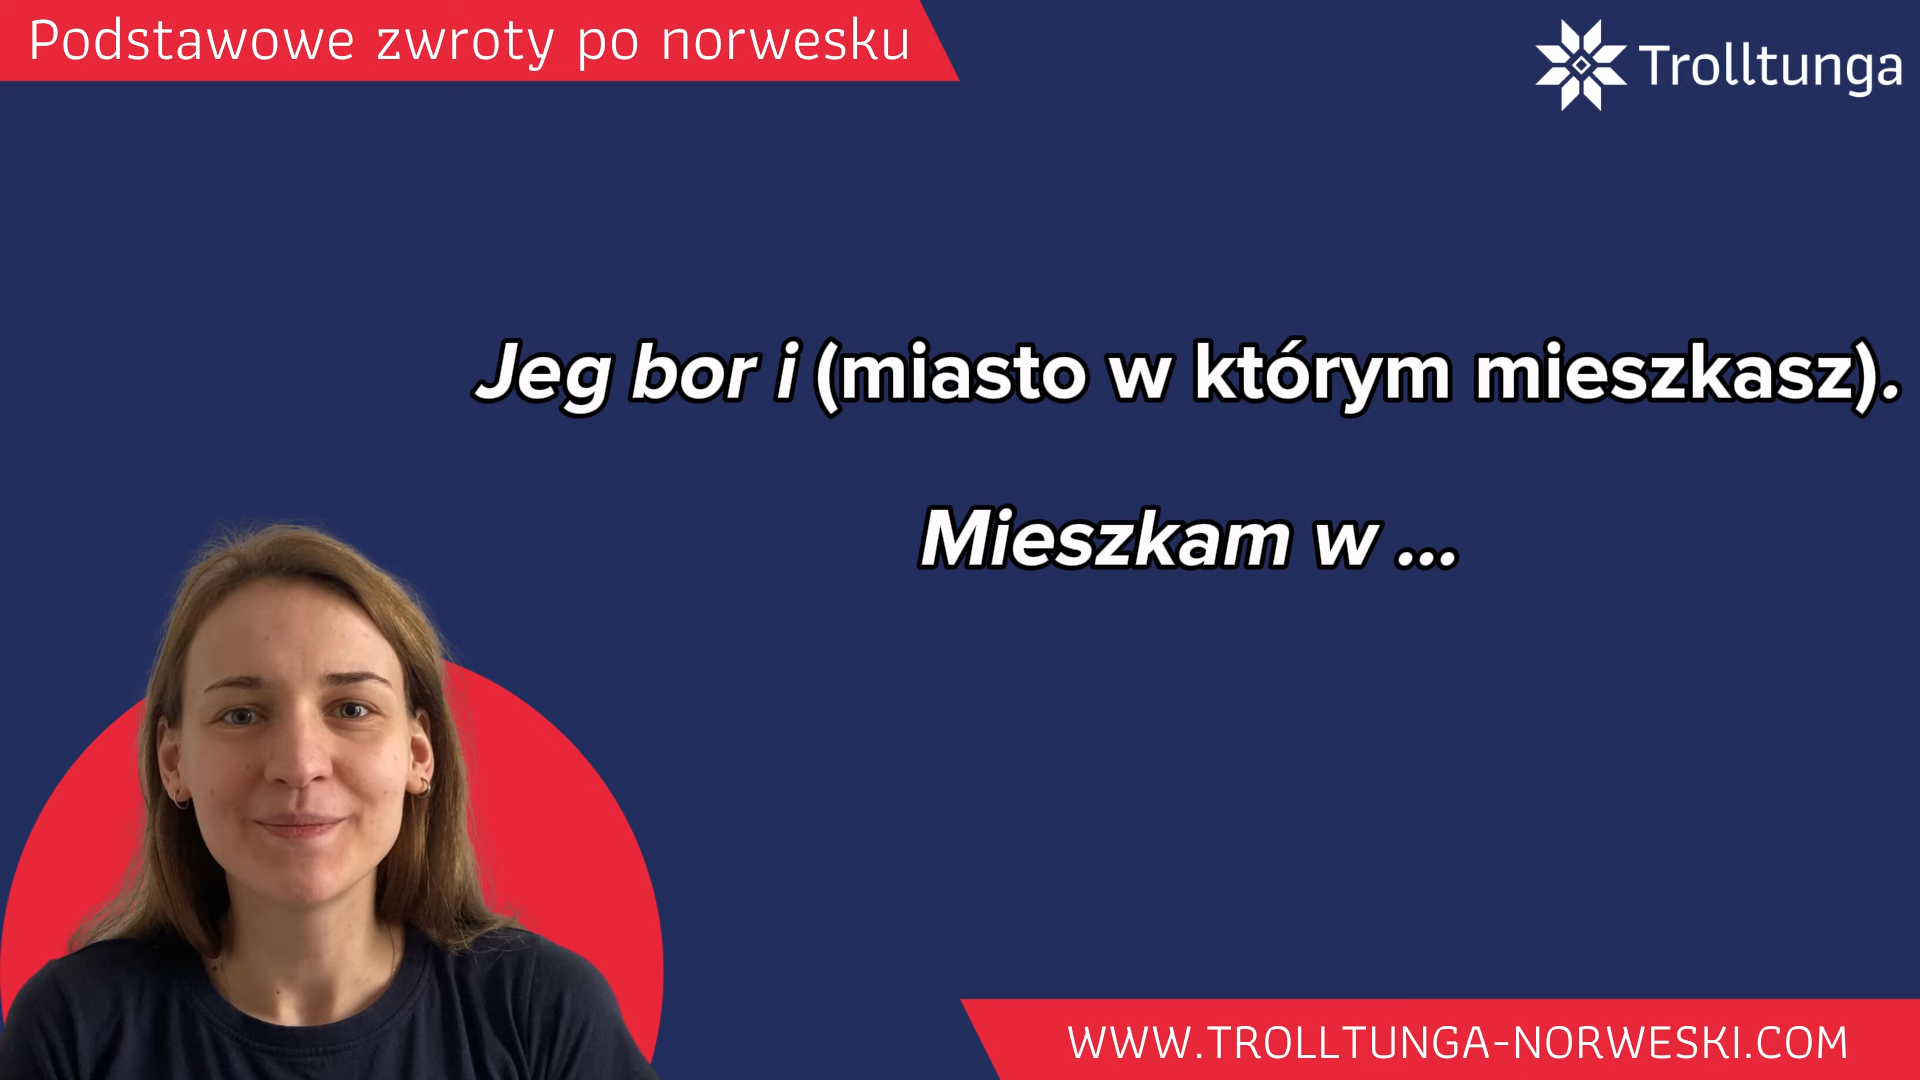 Podstawowe zwroty po norwesku
Trolltunga
Jeg bor i (miasto w którym mieszkasz).
Mieszkam w ...
WWW.TROLLTUNGA-NORWESKI.COM